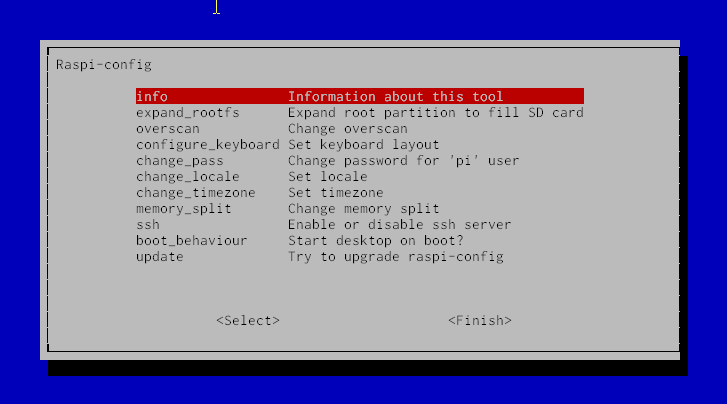 Raspi-config
info Information about this tool
expand_rootfs Expand root partition to fill SD card
overscan Change overscan
configure_keyboard Set keyboard layout
change_pass Change password for 'pi' user
change_locale Set locale
change_timezone Set timezone
memory_split Change memory split
ssh Enable or disable ssh server
boot_behaviour Start desktop on boot?
update Try to upgrade raspi-config
<Select> <Finish>